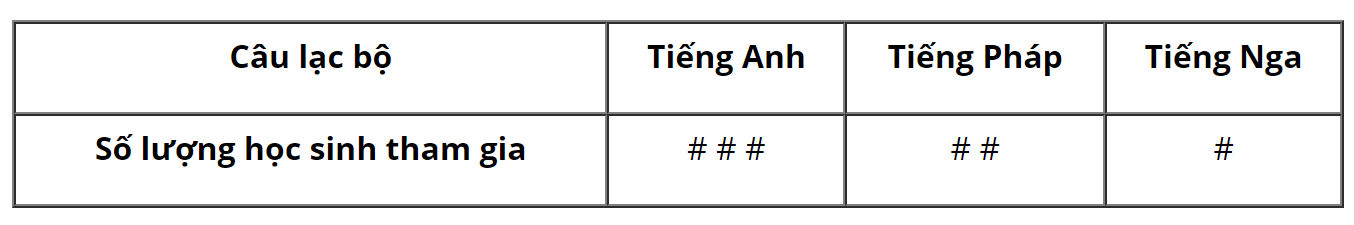 Câu lạc bộ Tiếng Anh Tiếng Pháp Tiếng Nga
Số lượng học sinh tham gia # # # # # #